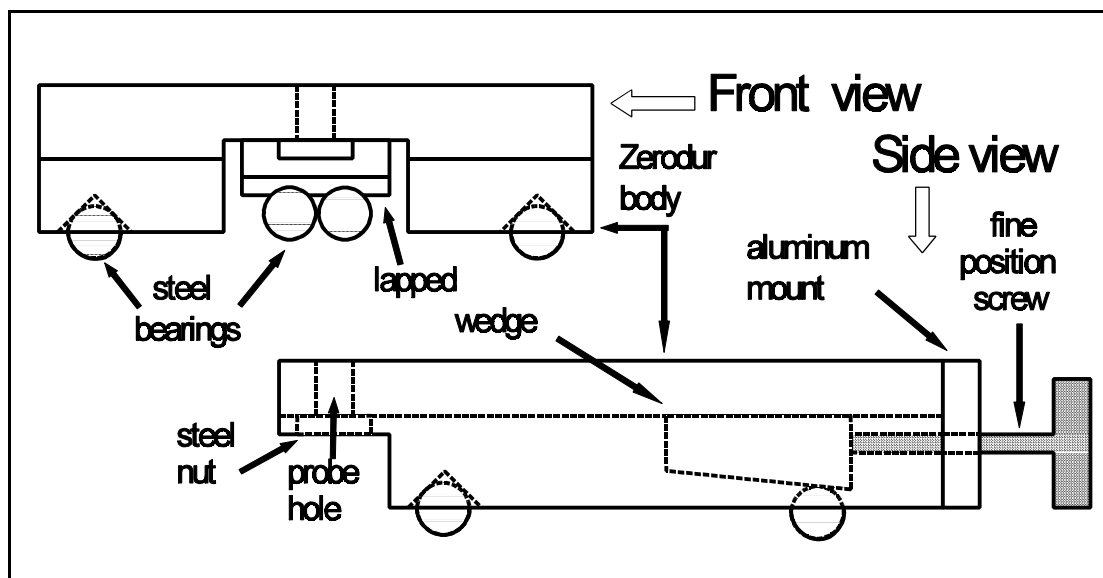 Front view
Zerodur
body
Side view
steel
bearings
lapped
wedge
aluminum
mount
fine
position
screw
steel
nut
probe
hole